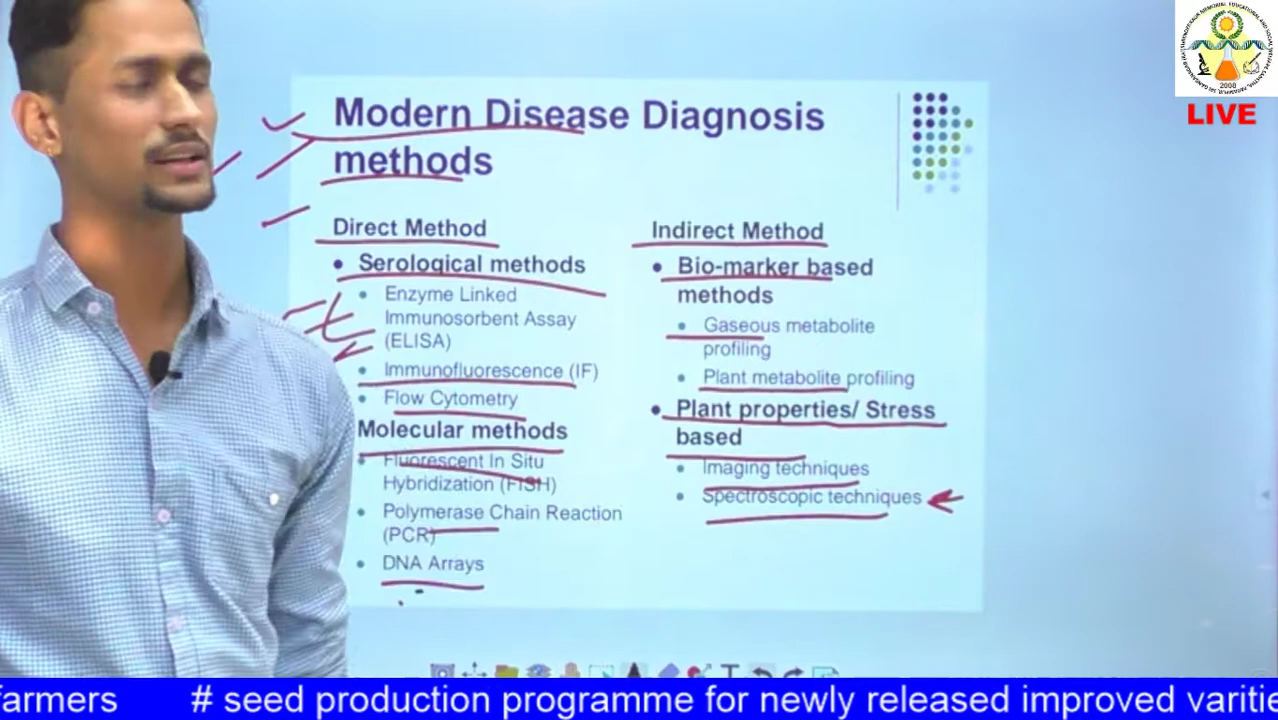 LIVE
2008
Modern Disease Diagnosis
methods
Direct Method
• Serological methods
• Enzyme Linked
Immunosorbent Assay
(ELISA)
• Immunofluorescence (IF)
• Flow Cytometry
Molecular methods
• Fluorescent In Situ
Hybridization (FISH)
• Polymerase Chain Reaction
(PCR)
• DNA Arrays
Indirect Method
• Bio-marker based
methods
• Gaseous metabolite
profiling
• Plant metabolite profiling
• Plant properties/ Stress
based
• Imaging techniques
• Spectroscopic techniques
farmers # seed production programme for newly released improved varitie